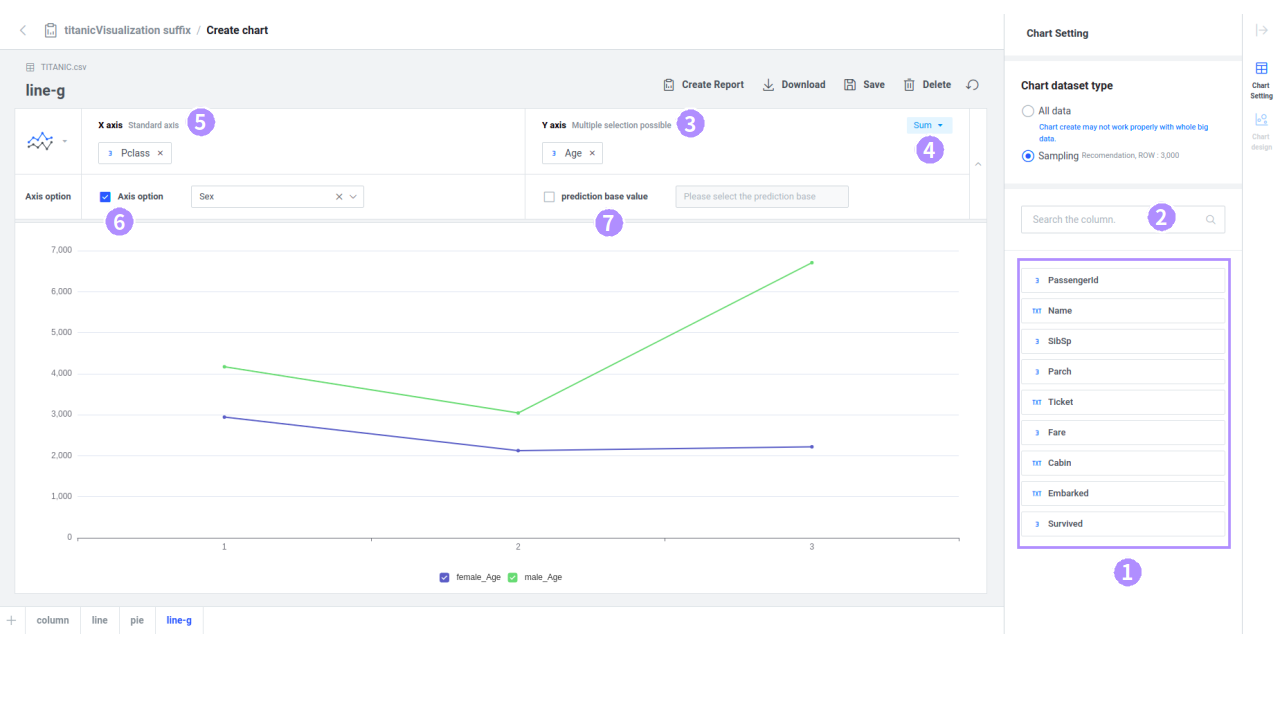 titanicVisualization suffix / Create chart
TITANIC.csv
line-g
Create Report Download Save Delete
X axis Standard axis 5
3 Pclass ×
Y axis Multiple selection possible 3
Sum
4
3 Age ×
Axis option
Axis option
Sex
6
prediction base value
Please select the prediction base
7
7,000
6,000
5,000
4,000
3,000
2,000
1,000
0
1 2 3
female_Age male_Age
+ column line pie line-g
Chart Setting
Chart dataset type
All data
Chart create may not work properly with whole big
data.
Sampling Recomendation, ROW : 3,000
Search the column. 2
3 PassengerId
TXT Name
3 SibSp
3 Parch
TXT Ticket
3 Fare
TXT Cabin
TXT Embarked
3 Survived
1
Chart
Setting
Chart
design